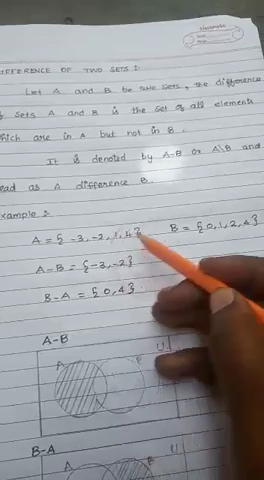 Classmate
DIFFERENCE OF TWO SETS :
Let A and B be two sets, the difference
of sets A and B is the set of all elements
which are in A but not in B.
It is denoted by A-B or A\B and
read as A difference B.
Example :-
A = { -3, -2, 1, 4} B = {0, 1, 2, 4}
A-B = {-3, -2}
B-A = {0, 4}
A-B
A B U
B-A
A B U